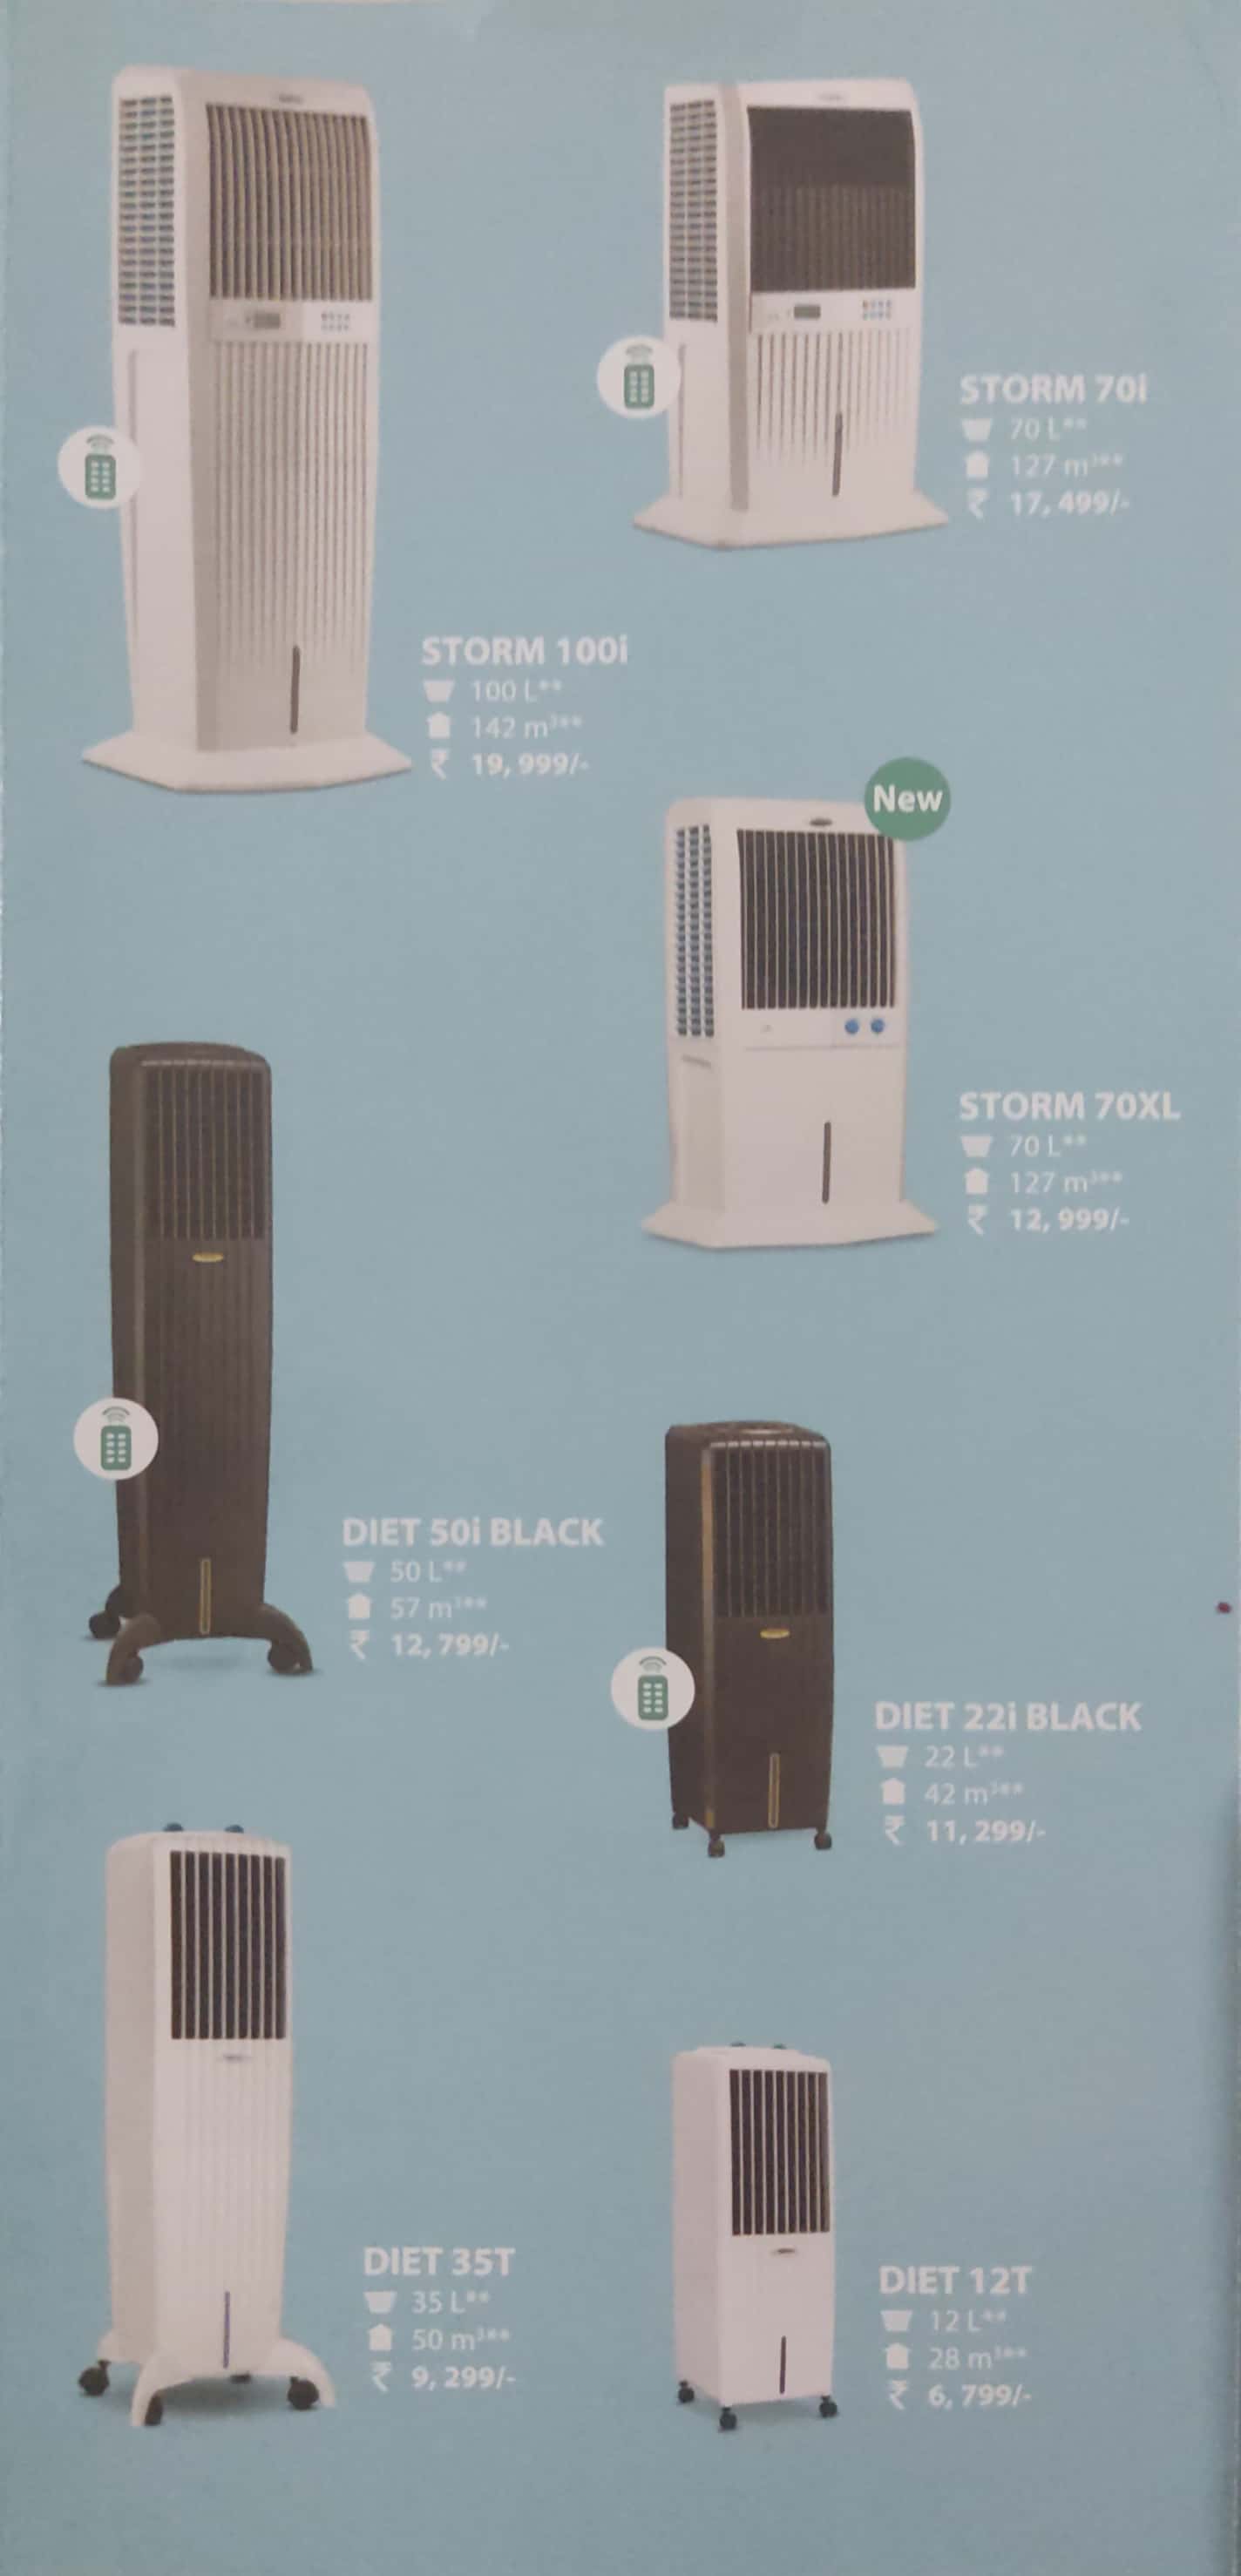 STORM 70i
70 L**
127 m³**
₹ 17, 499/-
STORM 100i
100 L**
142 m³**
₹ 19, 999/-
New
STORM 70XL
70 L**
127 m³**
₹ 12, 999/-
DIET 50i BLACK
50 L**
57 m³**
₹ 12, 799/-
DIET 22i BLACK
22 L**
42 m³**
₹ 11, 299/-
DIET 35T
35 L**
50 m³**
₹ 9, 299/-
DIET 12T
12 L**
28 m³**
₹ 6, 799/-